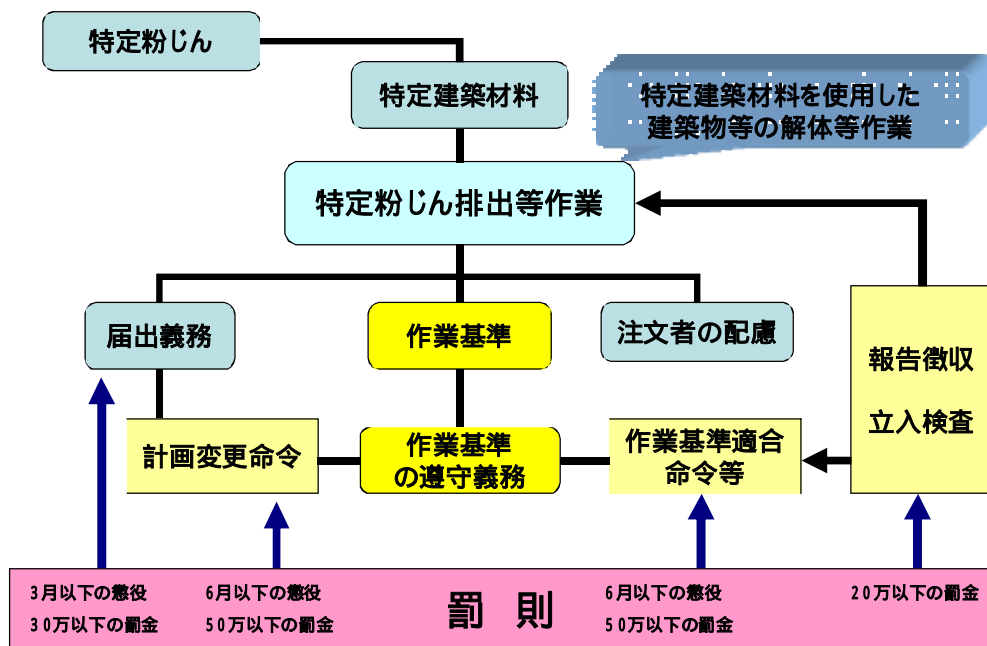 特定粉じん
特定建築材料
特定建築材料を使用した
建築物等の解体等作業
特定粉じん排出等作業
届出義務
作業基準
注文者の配慮
報告徴収
立入検査
計画変更命令
作業基準
の遵守義務
作業基準適合
命令等
3月以下の懲役
30万以下の罰金
6月以下の懲役
50万以下の罰金
罰 則
6月以下の懲役
50万以下の罰金
20万以下の罰金